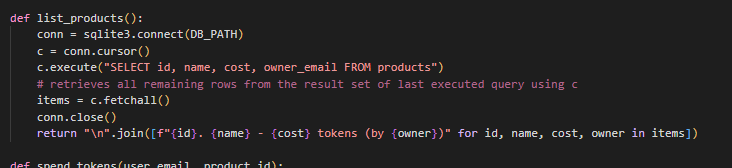 def list_products():
    conn = sqlite3.connect(DB_PATH)
    c = conn.cursor()
    c.execute("SELECT id, name, cost, owner_email FROM products")
    # retrieves all remaining rows from the result set of last executed query using c
    items = c.fetchall()
    conn.close()
    return "\n".join([f"{id}. {name} - {cost} tokens (by {owner})" for id, name, cost, owner in items])
def spend_tokens(user_email, product_id):